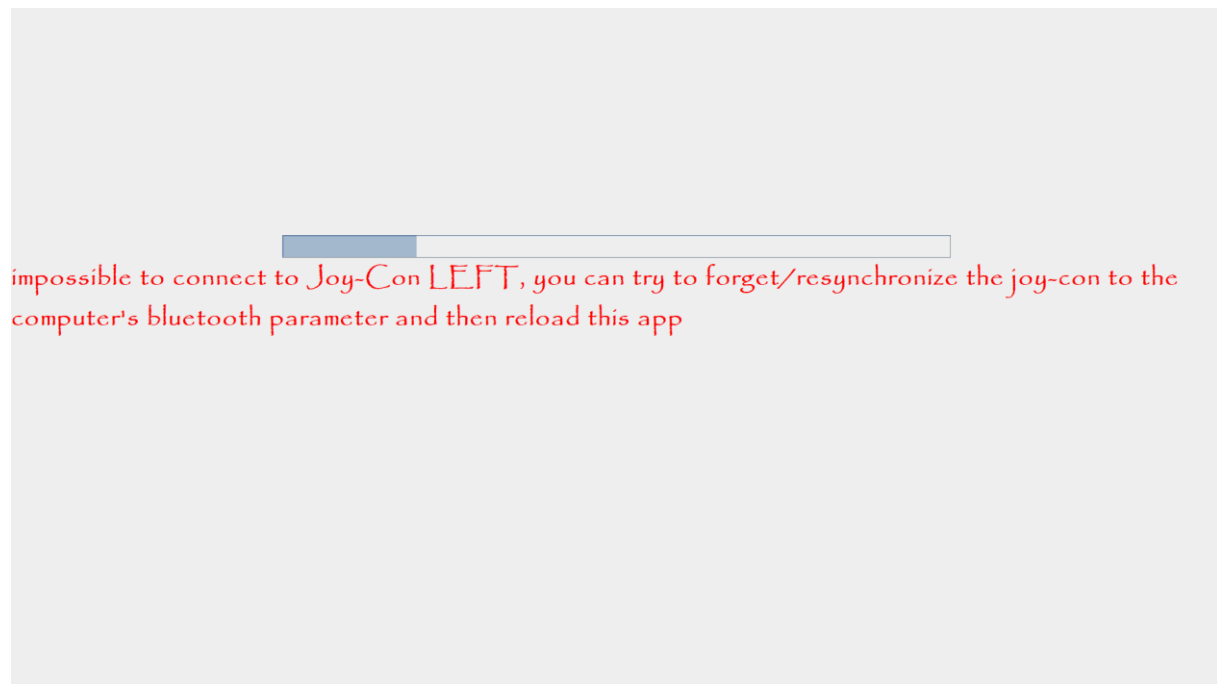 impossible to connect to Joy-Con LEFT, you can try to forget/resynchronize the joy-con to the
computer's bluetooth parameter and then reload this app